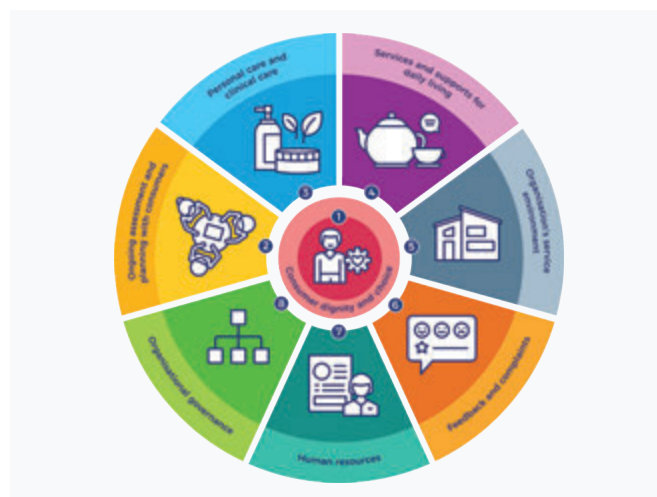 1
Consumer dignity and choice
2
Ongoing assessment and
planning with consumers
3
Personal care and
clinical care
4
Services and supports for
daily living
5
Organisation's service
environment
6
Feedback and complaints
7
Human resources
8
Organisational governance